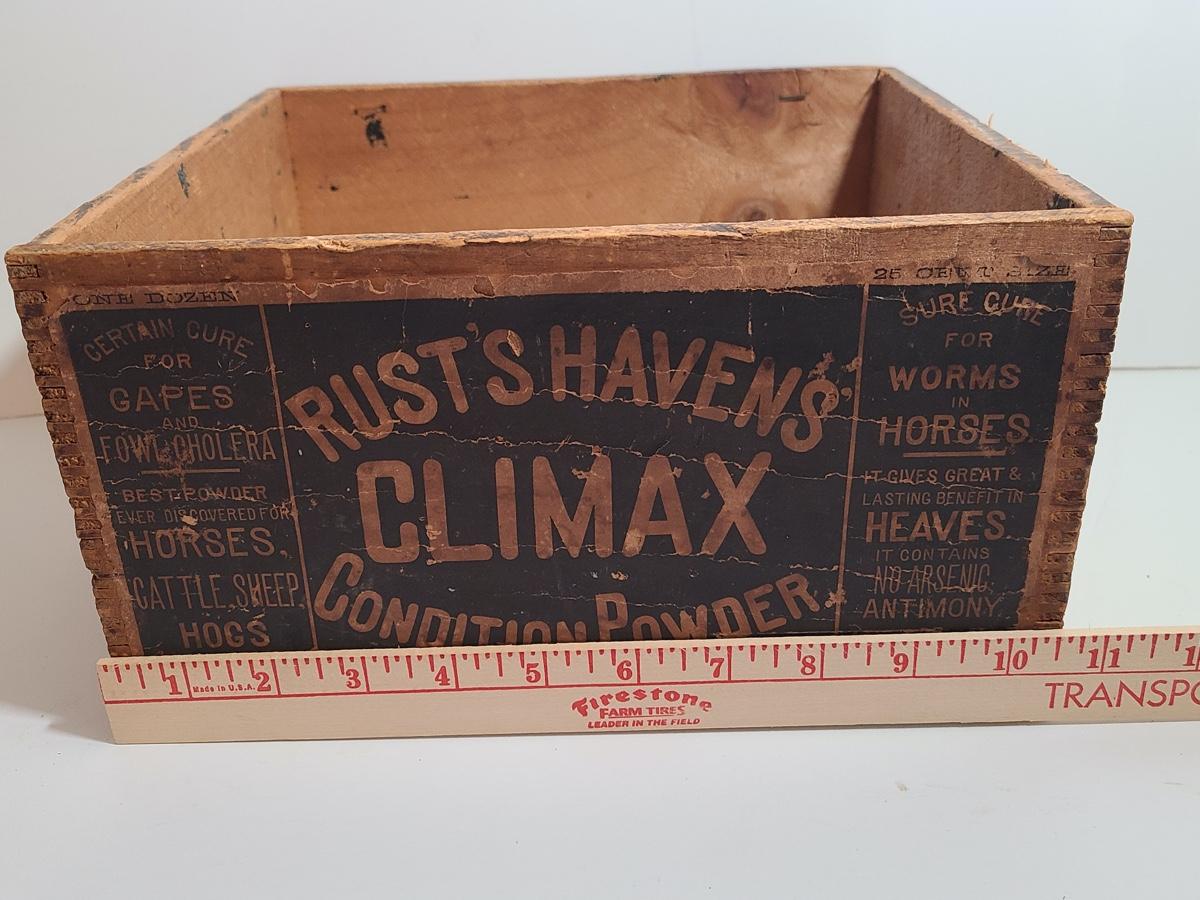 ONE DOZEN
25 CENT SIZE
CERTAIN CURE
FOR
GAPES
AND
FOWL CHOLERA
BEST POWDER
EVER DISCOVERED FOR
HORSES,
CATTLE, SHEEP,
HOGS
RUST'S HAVENS'
CLIMAX
CONDITION POWDER.
SURE CURE
FOR
WORMS
IN
HORSES
IT GIVES GREAT &
LASTING BENEFIT IN
HEAVES.
IT CONTAINS
NO ARSENIC,
ANTIMONY,
1 2 3 4 5 6 7 8 9 10 11 1
Made in U.S.A.
Firestone
FARM TIRES
LEADER IN THE FIELD
TRANSPO